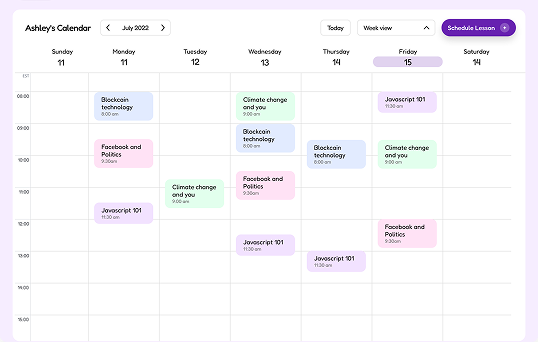 Ashley's Calendar
July 2022
Today
Week view
Schedule Lesson +
Sunday Monday Tuesday Wednesday Thursday Friday Saturday
11 11 12 13 14 15 14
EST
08:00
Blockcain
technology
8:00 am
Climate change
and you
9:00 am
Javascript 101
11:30 am
09:00
Blockcain
technology
8:00 am
Facebook and
Politics
9:30am
Blockcain
technology
8:00 am
Climate change
and you
9:00 am
10:00
Facebook and
Politics
9:30am
Climate change
and you
9:00 am
11:00
Javascript 101
11:30 am
12:00
Facebook and
Politics
9:30am
Javascript 101
11:30 am
13:00
Javascript 101
11:30 am
14:00
15:00